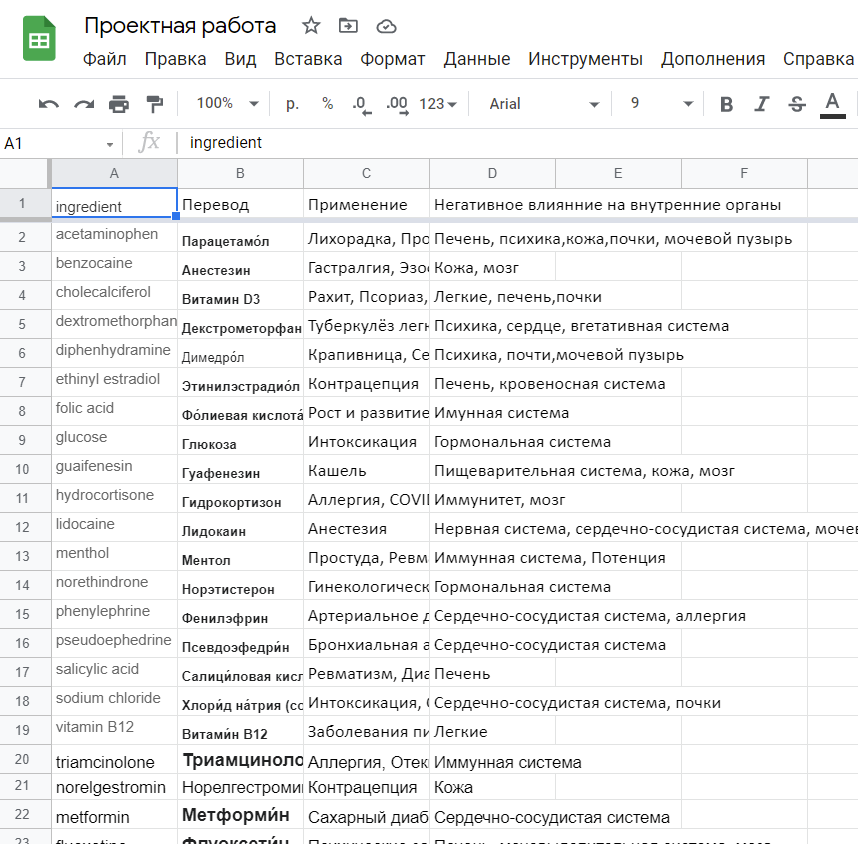 Проектная работа
Файл Правка Вид Вставка Формат Данные Инструменты Дополнения Справка
100% р. % .0 .00 123 Arial 9 B I S A
A1 fx ingredient
A B C D E F
1 ingredient Перевод Применение Негативное влиянние на внутренние органы
2 acetaminophen Парацетамо́л Лихорадка, Про Печень, психика,кожа,почки, мочевой пузырь
3 benzocaine Анестезин Гастралгия, Эзо Кожа, мозг
4 cholecalciferol Витамин D3 Рахит, Псориаз, Легкие, печень,почки
5 dextromethorphan Декстрометорфан Туберкулёз легн Психика, сердце, вгетативная система
6 diphenhydramine Димедро́л Крапивница, Се Психика, почти,мочевой пузырь
7 ethinyl estradiol Этинилэстрадио́л Контрацепция Печень, кровеносная система
8 folic acid Фо́лиевая кислота́ Рост и развитие Имунная система
9 glucose Глюкоза Интоксикация Гормональная система
10 guaifenesin Гуафенезин Кашель Пищеварительная система, кожа, мозг
11 hydrocortisone Гидрокортизон Аллергия, COVI Иммунитет, мозг
12 lidocaine Лидокаин Анестезия Нервная система, сердечно-сосудистая система, мочев
13 menthol Ментол Простуда, Ревм Иммунная система, Потенция
14 norethindrone Норэтистерон Гинекологическ Гормональная система
15 phenylephrine Фенилэфрин Артериальное д Сердечно-сосудистая система, аллергия
16 pseudoephedrine Псевдоэфедри́н Бронхиальная а Сердечно-сосудистая система
17 salicylic acid Салици́ловая кисл Ревматизм, Диа Печень
18 sodium chloride Хлори́д на́трия (со Интоксикация, Сердечно-сосудистая система, почки
19 vitamin B12 Витами́н B12 Заболевания пи Легкие
20 triamcinolone Триамциноло Аллергия, Отек Иммунная система
21 norelgestromin Норелгестроми Контрацепция Кожа
22 metformin Метформи́н Сахарный диаб Сердечно-сосудистая система
23